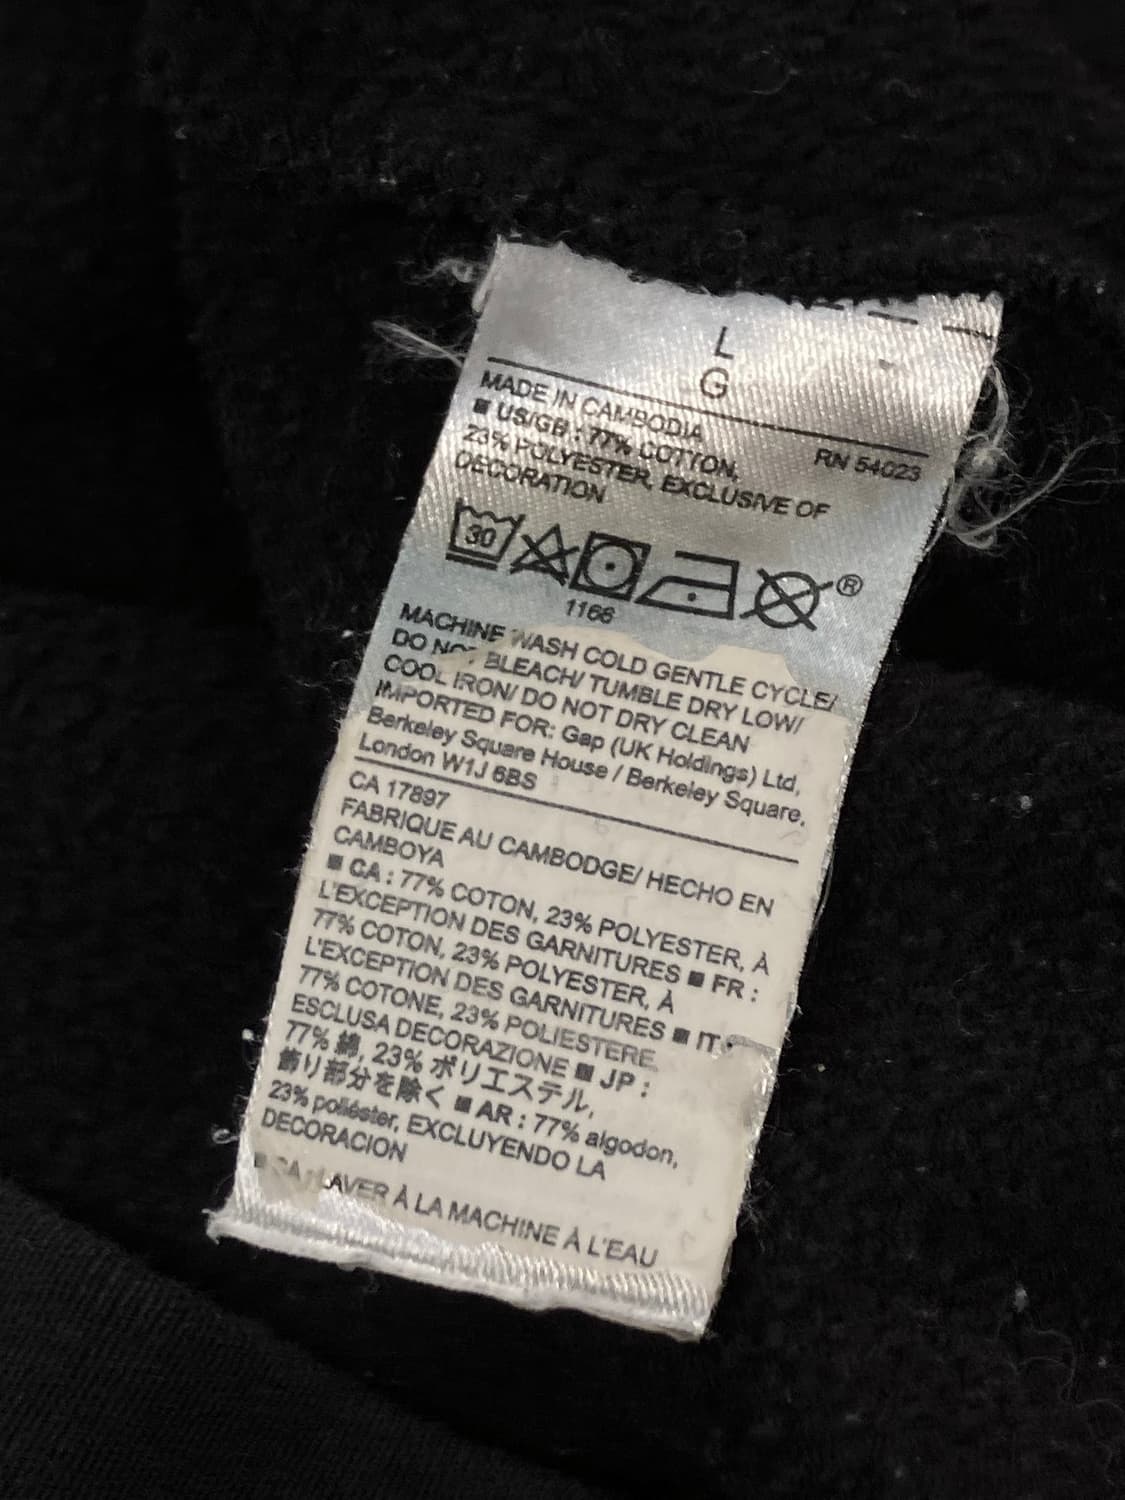 L
G
MADE IN CAMBODIA
RN 54023
■ US/GB : 77% COTTON,
23% POLYESTER, EXCLUSIVE OF
DECORATION
30
®
1166
MACHINE WASH COLD GENTLE CYCLE/
DO NOT BLEACH/ TUMBLE DRY LOW/
COOL IRON/ DO NOT DRY CLEAN
IMPORTED FOR: Gap (UK Holdings) Ltd,
Berkeley Square House / Berkeley Square,
London W1J 6BS
CA 17897
FABRIQUE AU CAMBODGE/ HECHO EN
CAMBOYA
■ CA : 77% COTON, 23% POLYESTER, À
L'EXCEPTION DES GARNITURES ■ FR :
77% COTON, 23% POLYESTER, À
L'EXCEPTION DES GARNITURES ■ IT :
77% COTONE, 23% POLIESTERE
ESCLUSA DECORAZIONE ■ JP :
77% 綿, 23% ポリエステル,
飾り部分を除く ■ AR : 77% algodon,
23% poliéster, EXCLUYENDO LA
DECORACION
■ CA : LAVER À LA MACHINE À L'EAU